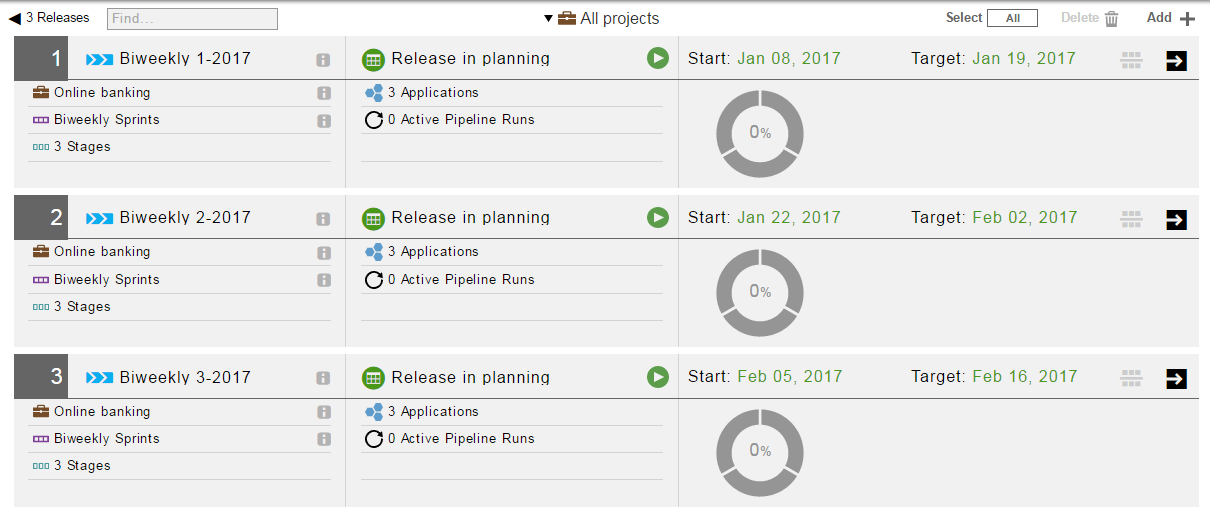 3 Releases Find... All projects Select All Delete Add
1 Biweekly 1-2017 Release in planning Start: Jan 08, 2017 Target: Jan 19, 2017
Online banking 3 Applications
Biweekly Sprints 0 Active Pipeline Runs 0%
3 Stages
2 Biweekly 2-2017 Release in planning Start: Jan 22, 2017 Target: Feb 02, 2017
Online banking 3 Applications
Biweekly Sprints 0 Active Pipeline Runs 0%
3 Stages
3 Biweekly 3-2017 Release in planning Start: Feb 05, 2017 Target: Feb 16, 2017
Online banking 3 Applications
Biweekly Sprints 0 Active Pipeline Runs 0%
3 Stages